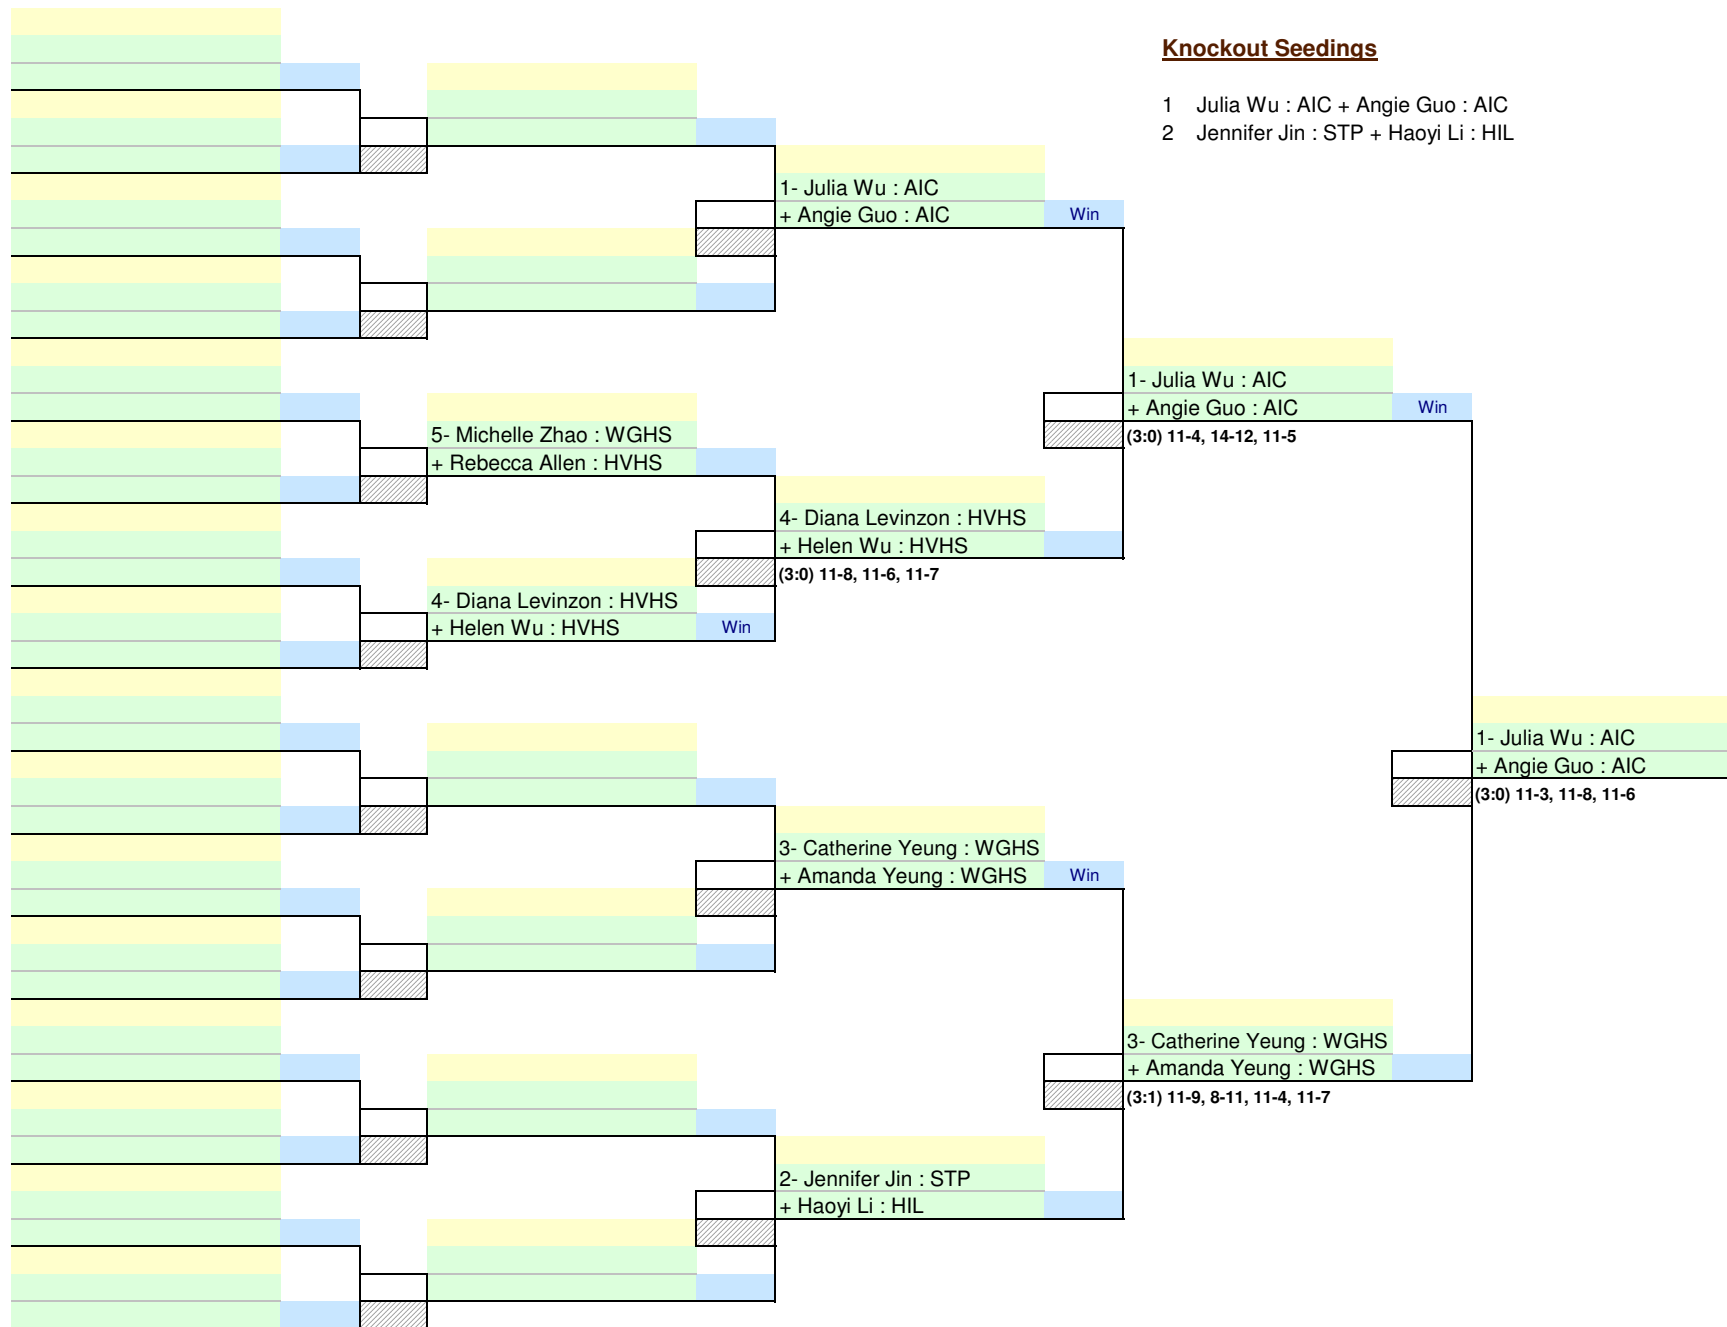 Knockout Seedings
1 Julia Wu : AIC + Angie Guo : AIC
2 Jennifer Jin : STP + Haoyi Li : HIL
1- Julia Wu : AIC
+ Angie Guo : AIC Win
1- Julia Wu : AIC
+ Angie Guo : AIC Win
(3:0) 11-4, 14-12, 11-5
5- Michelle Zhao : WGHS
+ Rebecca Allen : HVHS
4- Diana Levinzon : HVHS
+ Helen Wu : HVHS
(3:0) 11-8, 11-6, 11-7
4- Diana Levinzon : HVHS
+ Helen Wu : HVHS Win
1- Julia Wu : AIC
+ Angie Guo : AIC
(3:0) 11-3, 11-8, 11-6
3- Catherine Yeung : WGHS
+ Amanda Yeung : WGHS Win
3- Catherine Yeung : WGHS
+ Amanda Yeung : WGHS
(3:1) 11-9, 8-11, 11-4, 11-7
2- Jennifer Jin : STP
+ Haoyi Li : HIL